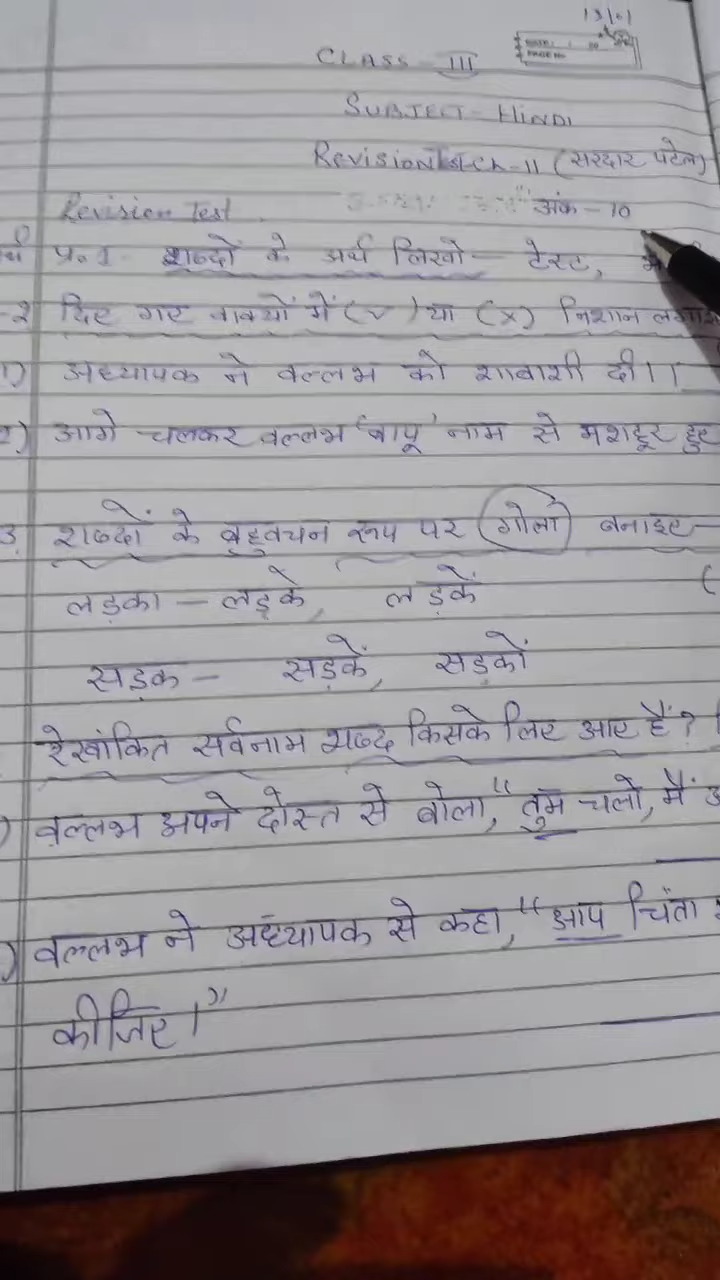 13/01
CLASS - III
SUBJECT - HINDI
Revision Ch-11 (सरदार पटेल)
Revision Test अंक - 10
प्र.1- शब्दों के अर्थ लिखो - टेस्ट,
-2 दिए गए वाक्यों में (✓) या (x) निशान
1) अध्यापक ने वल्लभ को शाबाशी दी।।
2) आगे चलकर वल्लभ 'बापू' नाम से मशहूर
3. शब्दों के बहुवचन रूप पर गोला बनाइए -
लड़का - लड़के, लड़कें
सड़क - सड़कें, सड़कों
रेखांकित सर्वनाम शब्द किसके लिए आए हैं?
वल्लभ अपने दोस्त से बोला, "तुम चलो, मैं
वल्लभ ने अध्यापक से कहा, "आप चिंता
कीजिए।"